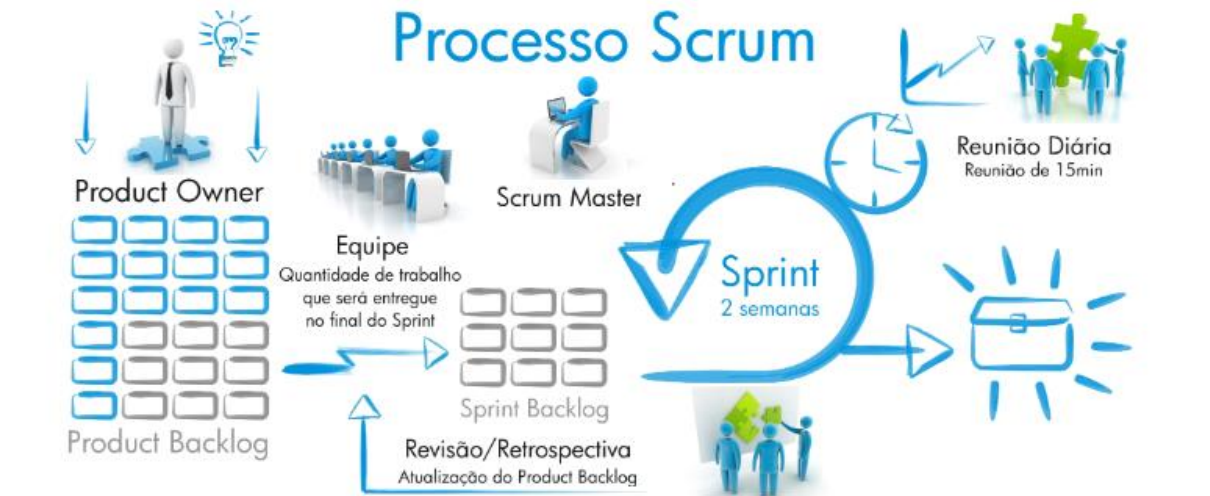 Processo Scrum
Product Owner
Product Backlog
Equipe
Quantidade de trabalho
que será entregue
no final do Sprint
Scrum Master
Sprint Backlog
Revisão/Retrospectiva
Atualização do Product Backlog
Sprint
2 semanas
Reunião Diária
Reunião de 15min